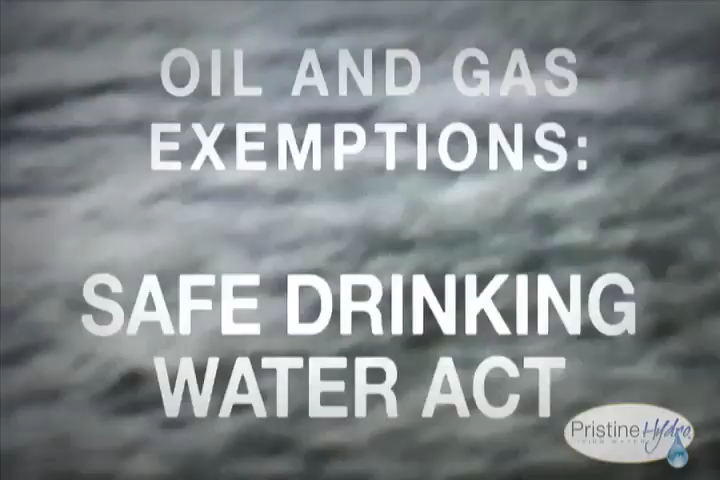 OIL AND GAS
EXEMPTIONS:
SAFE DRINKING
WATER ACT
Pristine Hydro